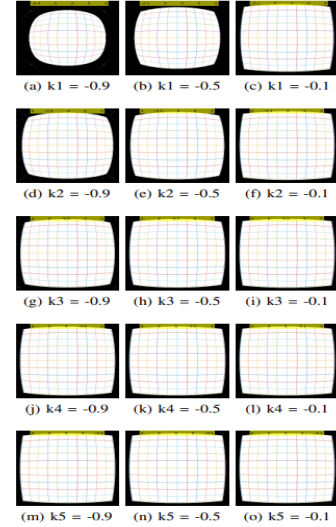 (a) k1 = -0.9 (b) k1 = -0.5 (c) k1 = -0.1
(d) k2 = -0.9 (e) k2 = -0.5 (f) k2 = -0.1
(g) k3 = -0.9 (h) k3 = -0.5 (i) k3 = -0.1
(j) k4 = -0.9 (k) k4 = -0.5 (l) k4 = -0.1
(m) k5 = -0.9 (n) k5 = -0.5 (o) k5 = -0.1